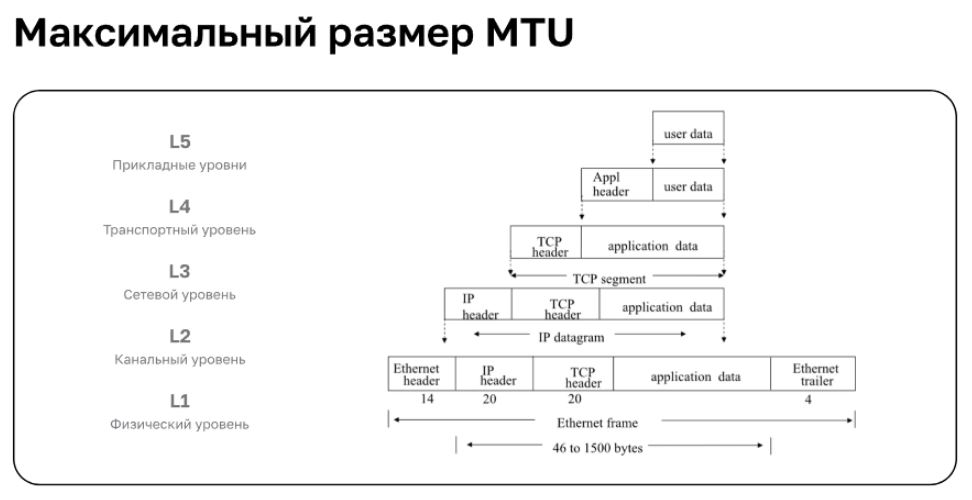 Максимальный размер MTU
L5
Прикладные уровни
L4
Транспортный уровень
L3
Сетевой уровень
L2
Канальный уровень
L1
Физический уровень
user data
Appl
header
user data
TCP
header
application data
TCP segment
IP
header
TCP
header
application data
IP datagram
Ethernet
header
IP
header
TCP
header
application data
Ethernet
trailer
14
20
20
4
Ethernet frame
46 to 1500 bytes